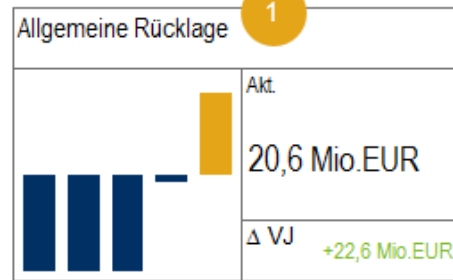 Allgemeine Rücklage
1
Akt.
20,6 Mio.EUR
Δ VJ
+22,6 Mio.EUR